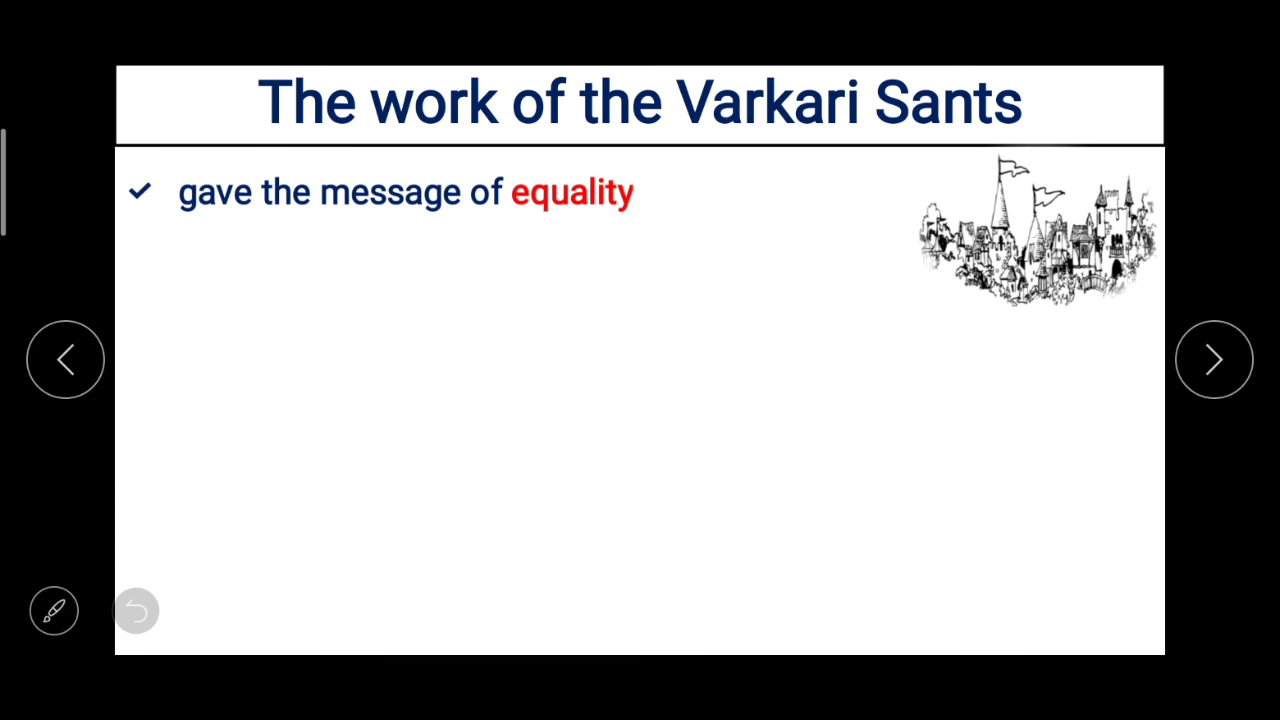 The work of the Varkari Sants
gave the message of equality